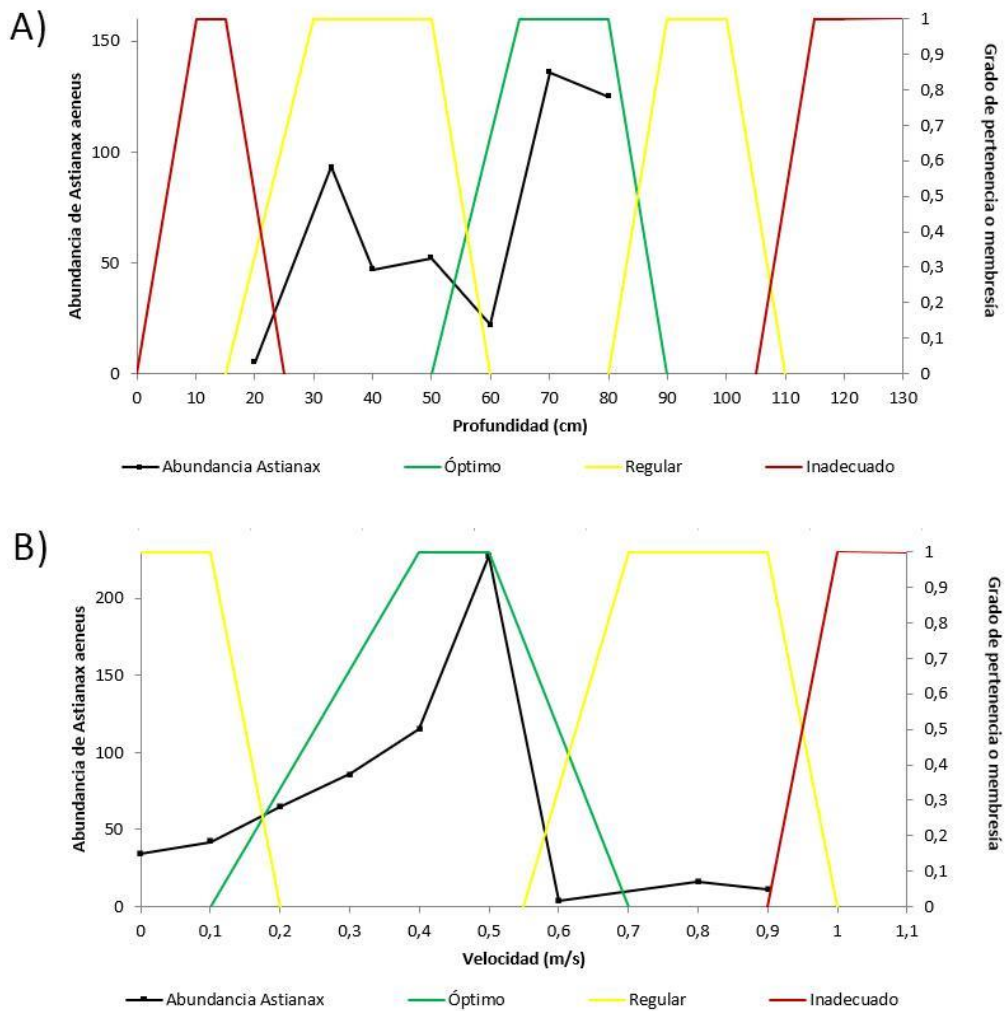 A)
Abundancia de Astianax aeneus
150
100
50
0
1
0,9
0,8
0,7
0,6
0,5
0,4
0,3
0,2
0,1
0
Grado de pertenencia o membresía
0 10 20 30 40 50 60 70 80 90 100 110 120 130
Profundidad (cm)
Abundancia Astianax Óptimo Regular Inadecuado
B)
Abundancia de Astianax aeneus
200
150
100
50
0
1
0,9
0,8
0,7
0,6
0,5
0,4
0,3
0,2
0,1
0
Grado de pertenencia o membresía
0 0,1 0,2 0,3 0,4 0,5 0,6 0,7 0,8 0,9 1 1,1
Velocidad (m/s)
Abundancia Astianax Óptimo Regular Inadecuado